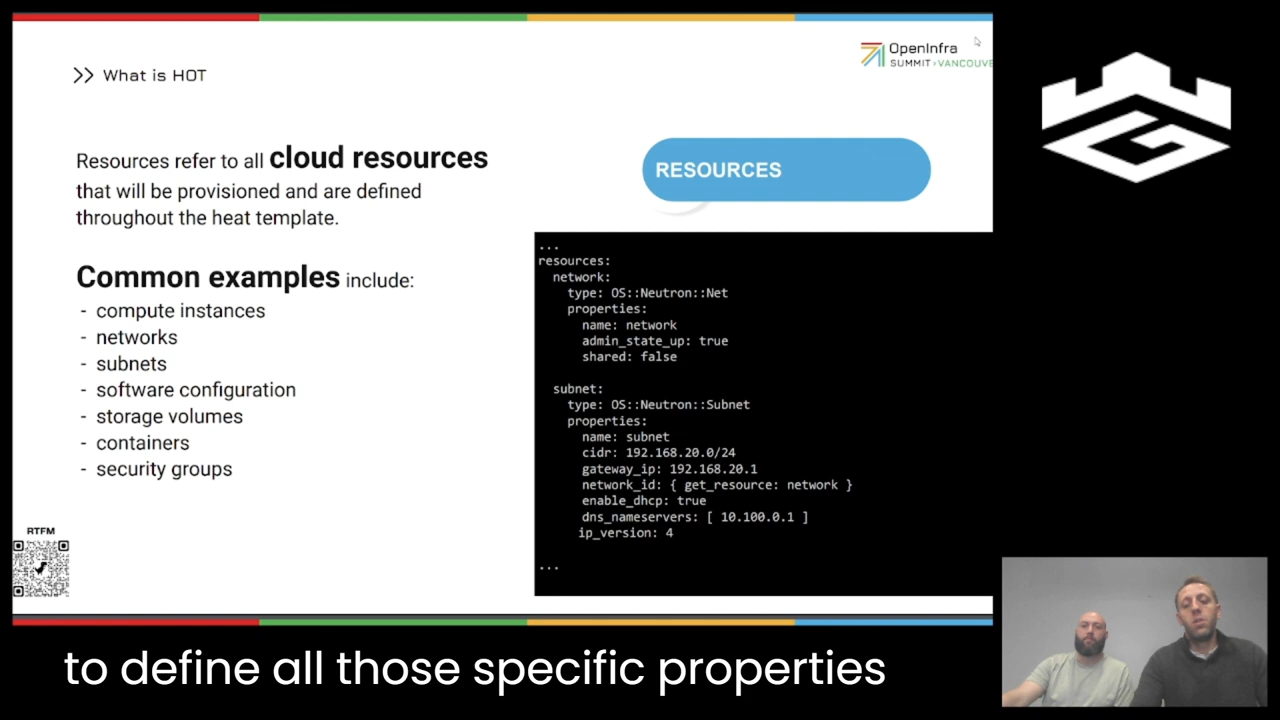 >> What is HOT
OpenInfra
SUMMIT › VANCOUVE
Resources refer to all cloud resources
that will be provisioned and are defined
throughout the heat template.
Common examples include:
- compute instances
- networks
- subnets
- software configuration
- storage volumes
- containers
- security groups
RTFM
RESOURCES
...
resources:
  network:
    type: OS::Neutron::Net
    properties:
      name: network
      admin_state_up: true
      shared: false
  subnet:
    type: OS::Neutron::Subnet
    properties:
      name: subnet
      cidr: 192.168.20.0/24
      gateway_ip: 192.168.20.1
      network_id: { get_resource: network }
      enable_dhcp: true
      dns_nameservers: [ 10.100.0.1 ]
      ip_version: 4
...
to define all those specific properties